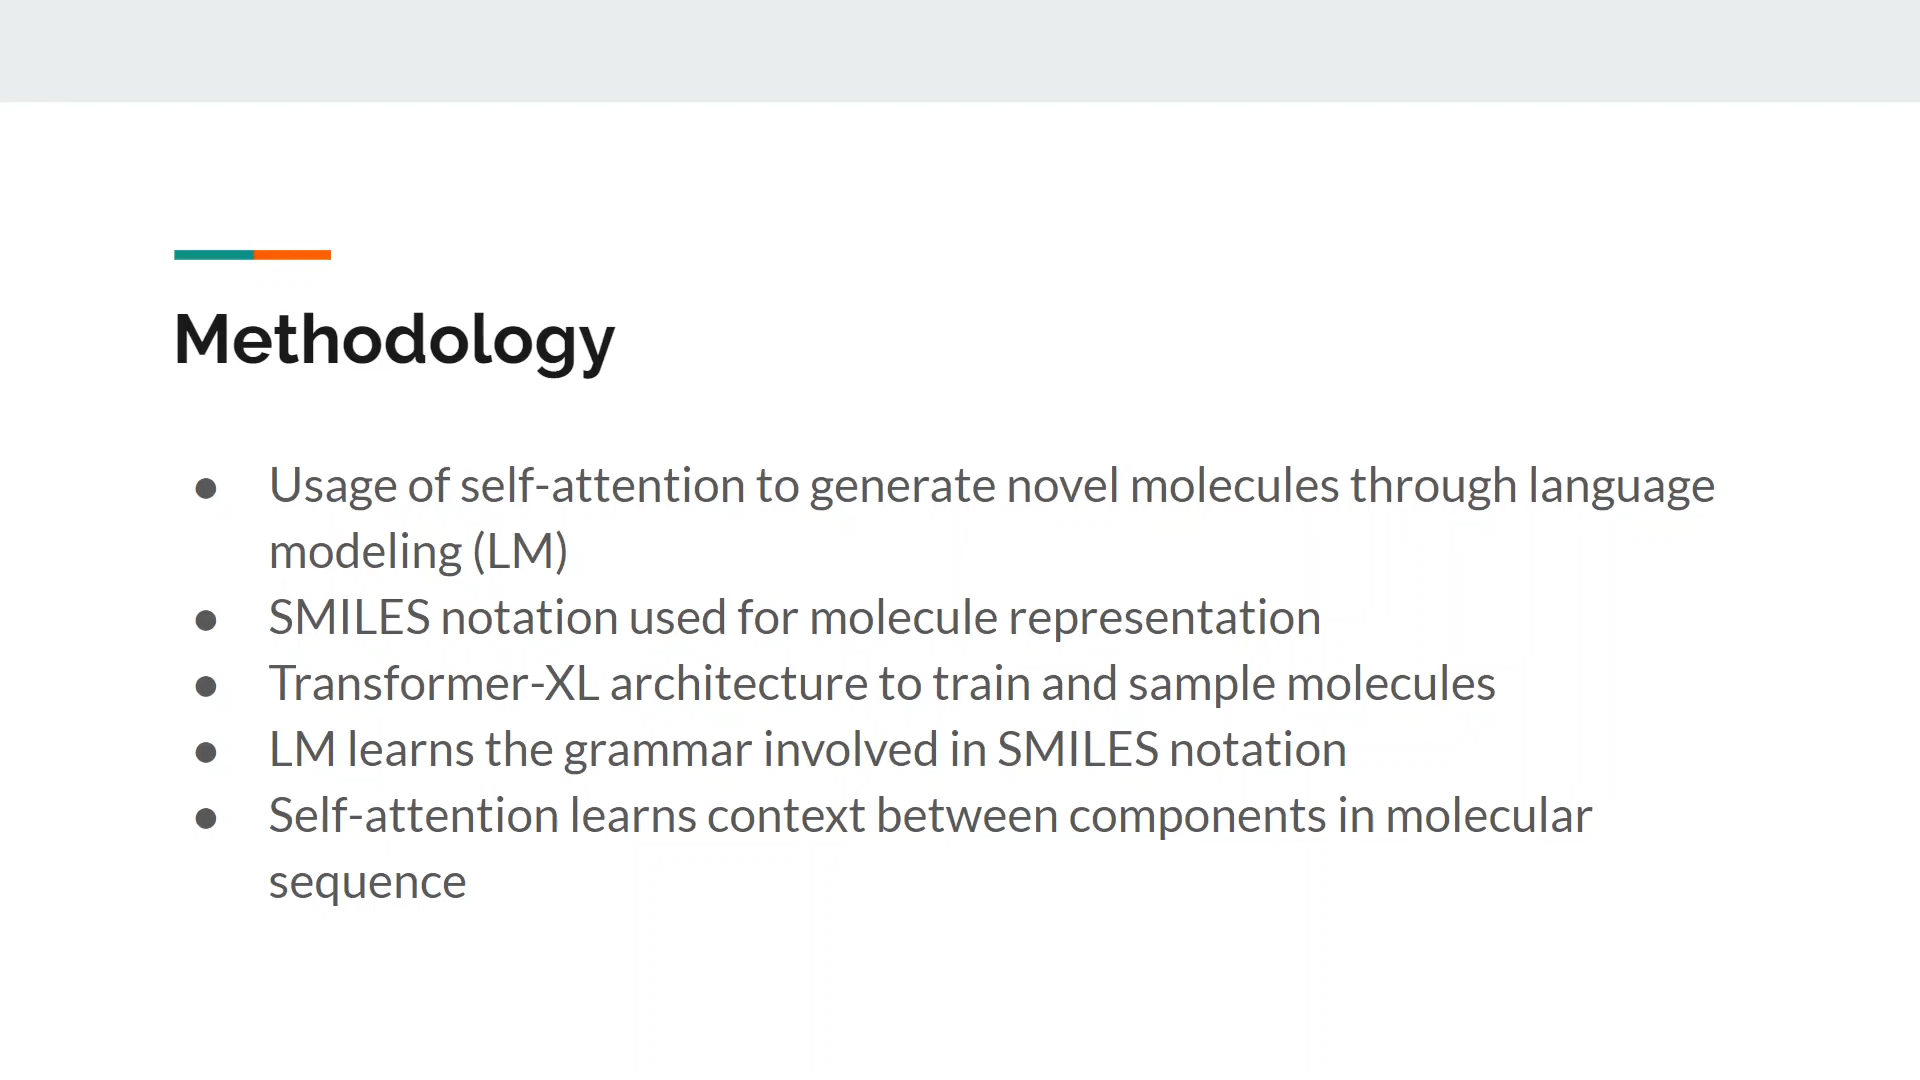 Methodology
● Usage of self-attention to generate novel molecules through language
modeling (LM)
● SMILES notation used for molecule representation
● Transformer-XL architecture to train and sample molecules
● LM learns the grammar involved in SMILES notation
● Self-attention learns context between components in molecular
sequence